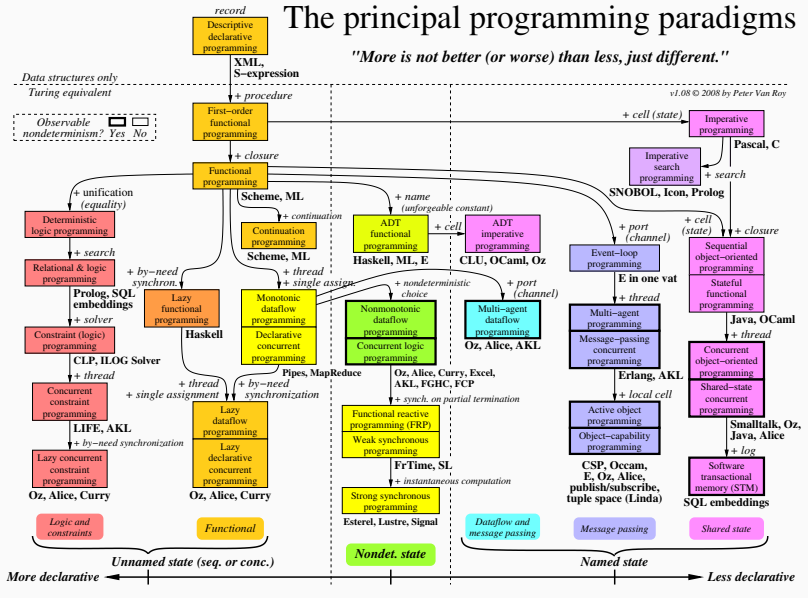 The principal programming paradigms
"More is not better (or worse) than less, just different."
record
Descriptive
declarative
programming
XML,
S−expression
Data structures only
Turing equivalent
v1.08 © 2008 by Peter Van Roy
+ procedure
Observable
nondeterminism? Yes No
First−order
functional
programming
+ cell (state)
Imperative
programming
Pascal, C
+ closure
Functional
programming
Scheme, ML
Imperative
search
programming
+ search
SNOBOL, Icon, Prolog
+ unification
(equality)
Deterministic
logic programming
+ search
Relational & logic
programming
Prolog, SQL
embeddings
+ solver
Constraint (logic)
programming
CLP, ILOG Solver
+ thread
Concurrent
constraint
programming
LIFE, AKL
+ by−need synchronization
Lazy concurrent
constraint
programming
Oz, Alice, Curry
+ continuation
Continuation
programming
Scheme, ML
+ by−need
synchron.
Lazy
functional
programming
Haskell
+ thread
+ single assign.
Monotonic
dataflow
programming
Declarative
concurrent
programming
Pipes, MapReduce
+ thread
+ single assignment
+ by−need
synchronization
Lazy
dataflow
programming
Lazy
declarative
concurrent
programming
Oz, Alice, Curry
+ name
(unforgeable constant)
ADT
functional
programming
Haskell, ML, E
+ cell
ADT
imperative
programming
CLU, OCaml, Oz
+ nondeterministic
choice
Nonmonotonic
dataflow
programming
Concurrent logic
programming
Oz, Alice, Curry, Excel,
AKL, FGHC, FCP
+ synch. on partial termination
Functional reactive
programming (FRP)
Weak synchronous
programming
FrTime, SL
+ instantaneous computation
Strong synchronous
programming
Esterel, Lustre, Signal
+ port
(channel)
Multi−agent
dataflow
programming
Oz, Alice, AKL
+ port
(channel)
Event−loop
programming
E in one vat
+ thread
Multi−agent
programming
Message−passing
concurrent
programming
Erlang, AKL
+ local cell
Active object
programming
Object−capability
programming
CSP, Occam,
E, Oz, Alice,
publish/subscribe,
tuple space (Linda)
+ cell
(state)
+ closure
Sequential
object−oriented
programming
Stateful
functional
programming
Java, OCaml
+ thread
Concurrent
object−oriented
programming
Shared−state
concurrent
programming
Smalltalk, Oz,
Java, Alice
+ log
Software
transactional
memory (STM)
SQL embeddings
Logic and
constraints
Functional
Nondet. state
Dataflow and
message passing
Message passing
Shared state
Unnamed state (seq. or conc.)
Named state
More declarative
Less declarative